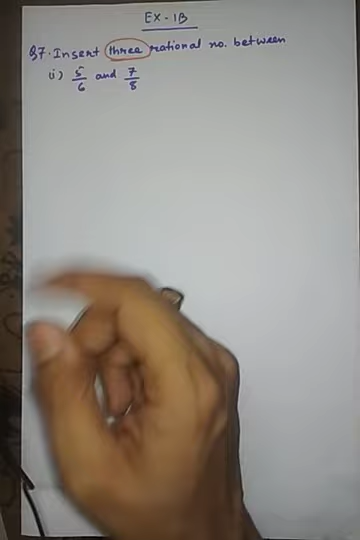 EX - 1B
Q7. Insert three rational no. between
(i) 5/6 and 7/8